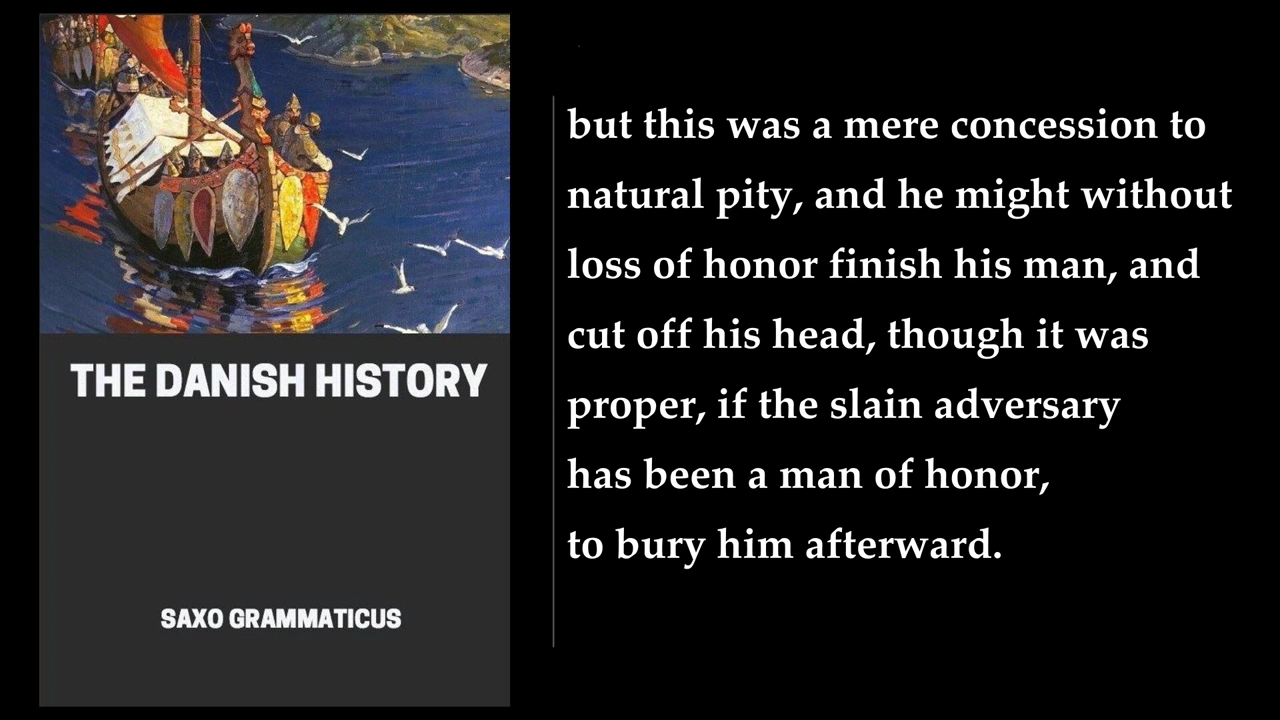 THE DANISH HISTORY
SAXO GRAMMATICUS
but this was a mere concession to
natural pity, and he might without
loss of honor finish his man, and
cut off his head, though it was
proper, if the slain adversary
has been a man of honor,
to bury him afterward.